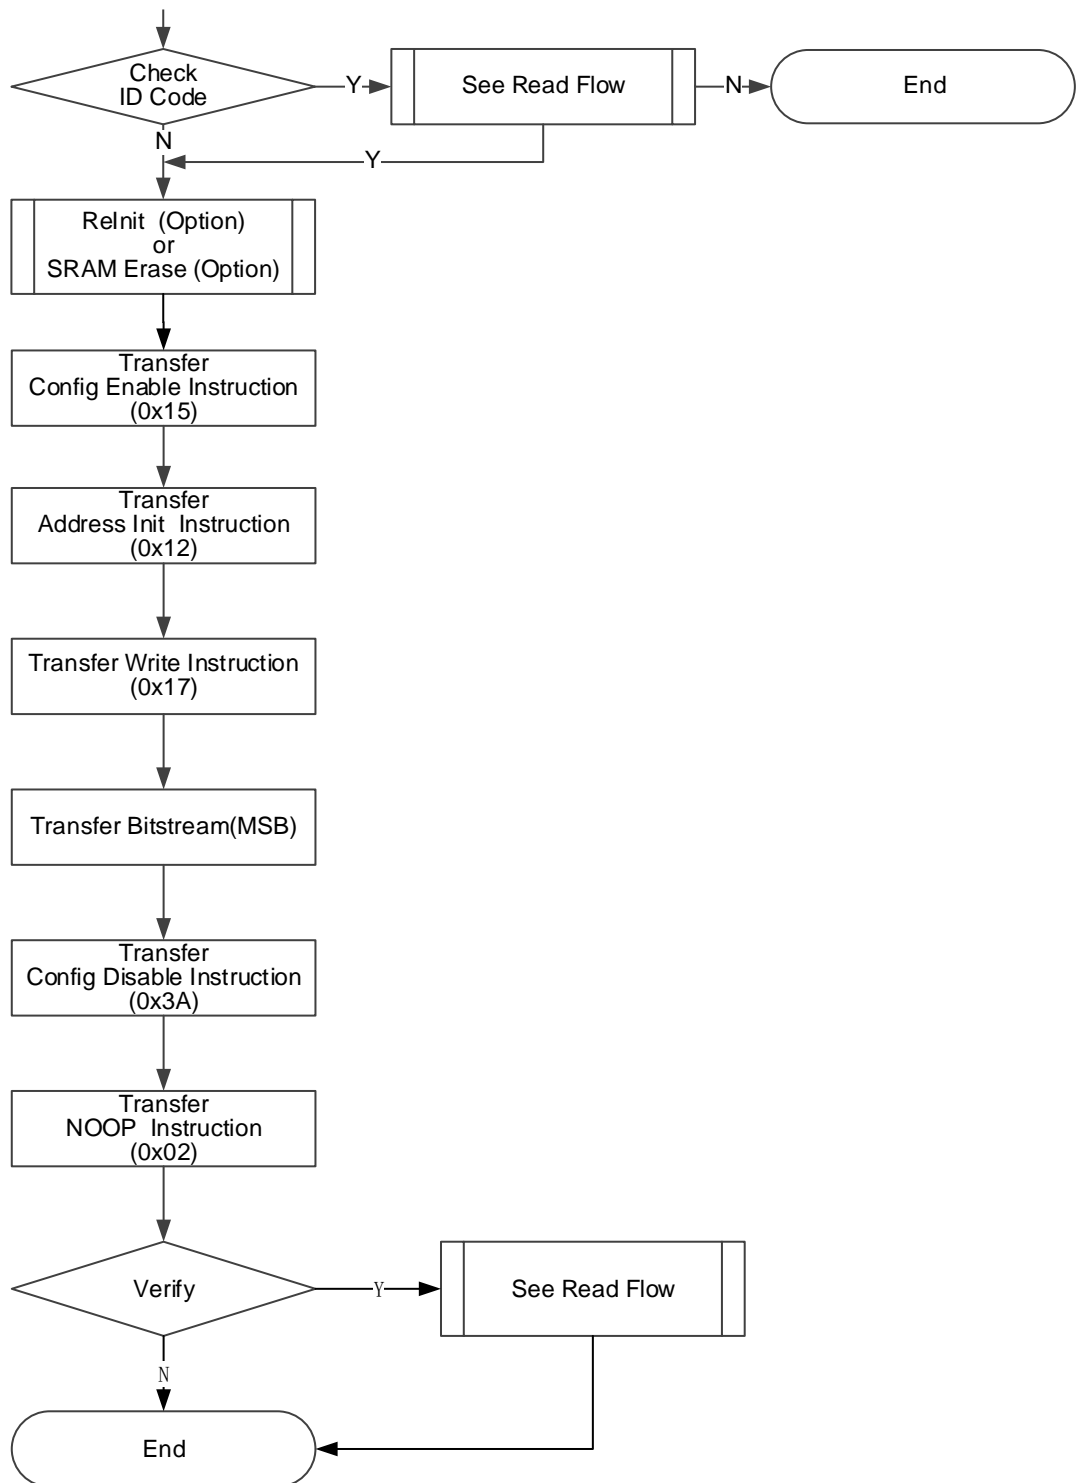 Check
ID Code
Y
See Read Flow
N
End
N
Y
ReInit (Option)
or
SRAM Erase (Option)
Transfer
Config Enable Instruction
(0x15)
Transfer
Address Init Instruction
(0x12)
Transfer Write Instruction
(0x17)
Transfer Bitstream(MSB)
Transfer
Config Disable Instruction
(0x3A)
Transfer
NOOP Instruction
(0x02)
Verify
Y
See Read Flow
N
End